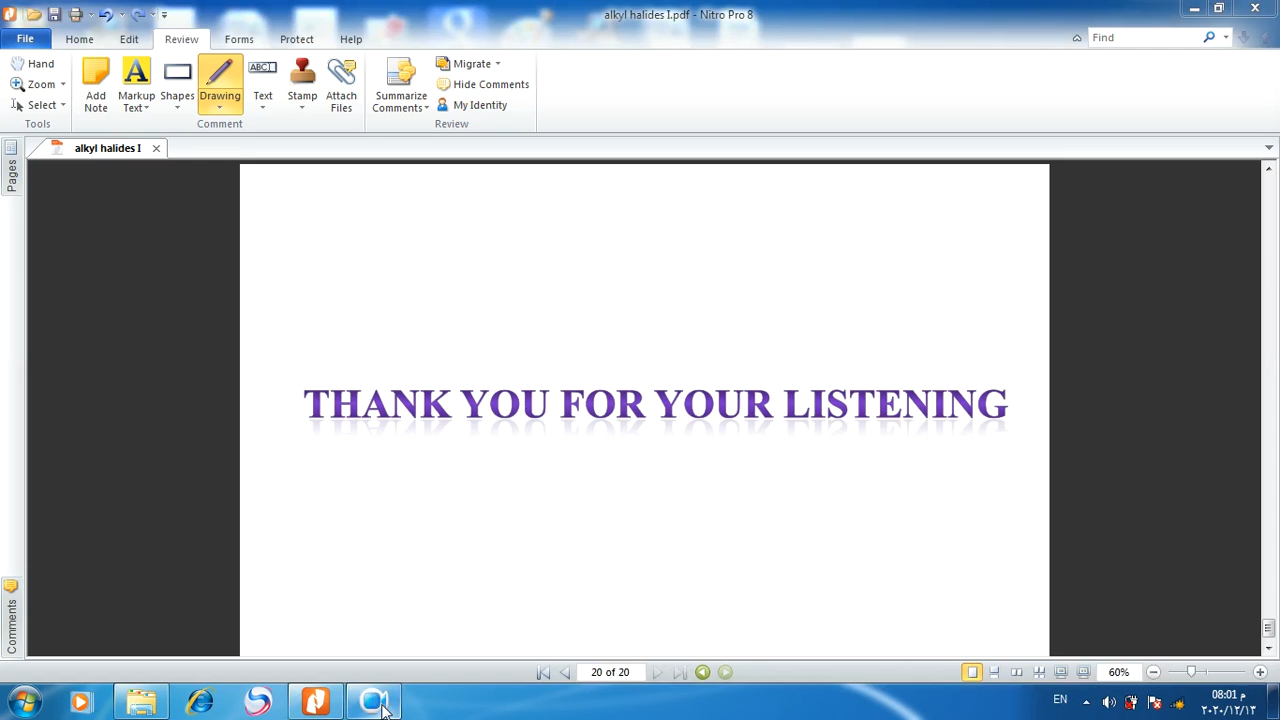 alkyl halides I.pdf - Nitro Pro 8
File Home Edit Review Forms Protect Help Find
Hand
Zoom
Select
Tools
Add Note
Markup Text
Shapes
Drawing
Text
Stamp
Attach Files
Comment
Summarize Comments
Migrate
Hide Comments
My Identity
Review
alkyl halides I
Pages
THANK YOU FOR YOUR LISTENING
Comments
20 of 20 60%
EN
08:01 م
٢٠٢٠/١٢/١٣